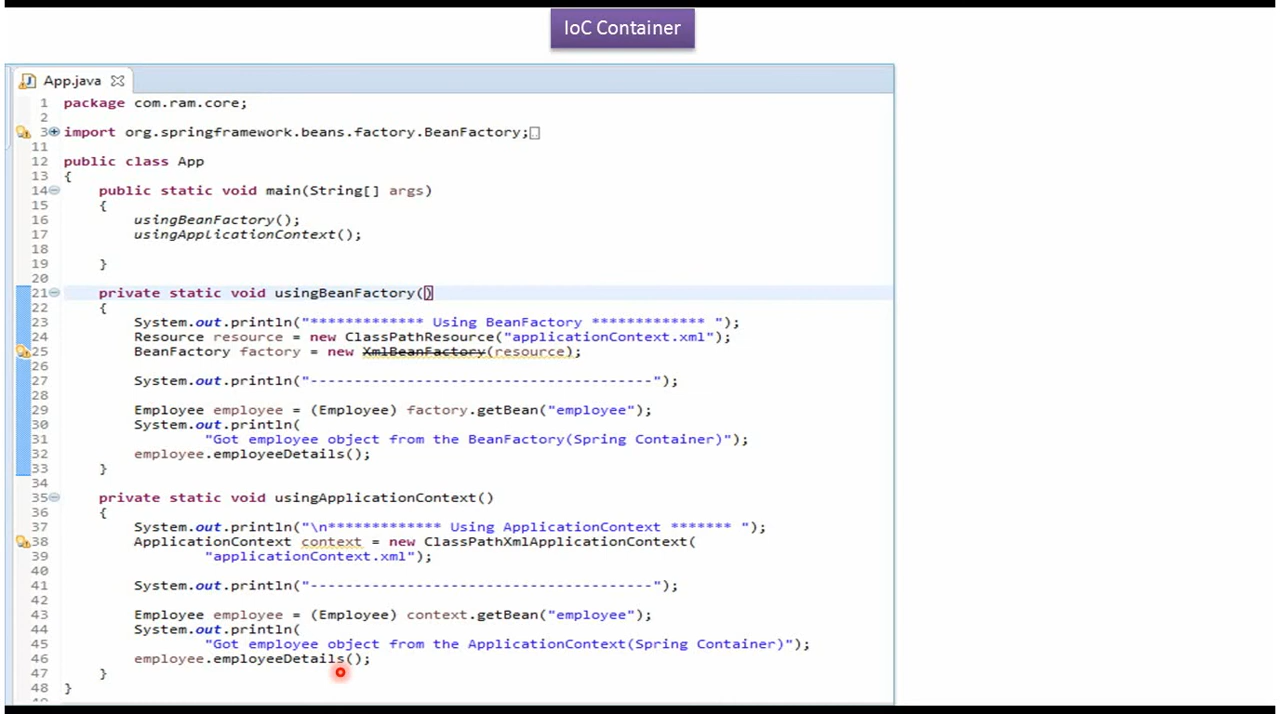 IoC Container
App.java
1 package com.ram.core;
2
3 import org.springframework.beans.factory.BeanFactory;
11
12 public class App
13 {
14 public static void main(String[] args)
15 {
16 usingBeanFactory();
17 usingApplicationContext();
18
19 }
20
21 private static void usingBeanFactory()
22 {
23 System.out.println("************* Using BeanFactory ************* ");
24 Resource resource = new ClassPathResource("applicationContext.xml");
25 BeanFactory factory = new XmlBeanFactory(resource);
26
27 System.out.println("---------------------------------------");
28
29 Employee employee = (Employee) factory.getBean("employee");
30 System.out.println(
31 "Got employee object from the BeanFactory(Spring Container)");
32 employee.employeeDetails();
33 }
34
35 private static void usingApplicationContext()
36 {
37 System.out.println("\n************* Using ApplicationContext ******* ");
38 ApplicationContext context = new ClassPathXmlApplicationContext(
39 "applicationContext.xml");
40
41 System.out.println("---------------------------------------");
42
43 Employee employee = (Employee) context.getBean("employee");
44 System.out.println(
45 "Got employee object from the ApplicationContext(Spring Container)");
46 employee.employeeDetails();
47 }
48 }